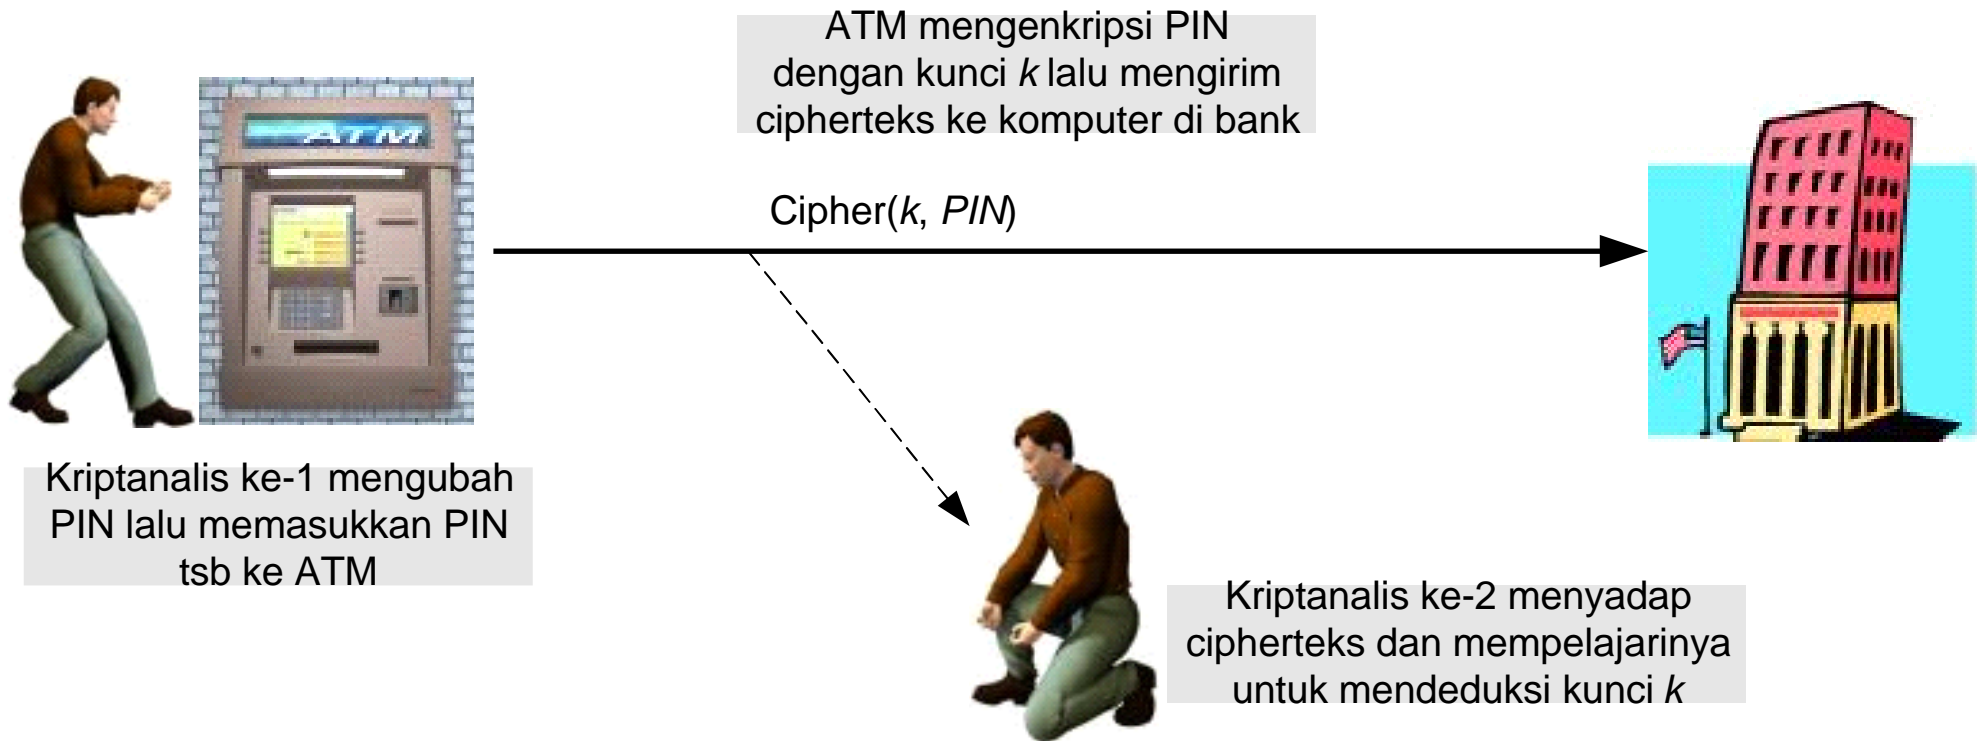 ATM mengenkripsi PIN
dengan kunci k lalu mengirim
cipherteks ke komputer di bank
ATM
Cipher(k, PIN)
Kriptanalis ke-1 mengubah
PIN lalu memasukkan PIN
tsb ke ATM
Kriptanalis ke-2 menyadap
cipherteks dan mempelajarinya
untuk mendeduksi kunci k